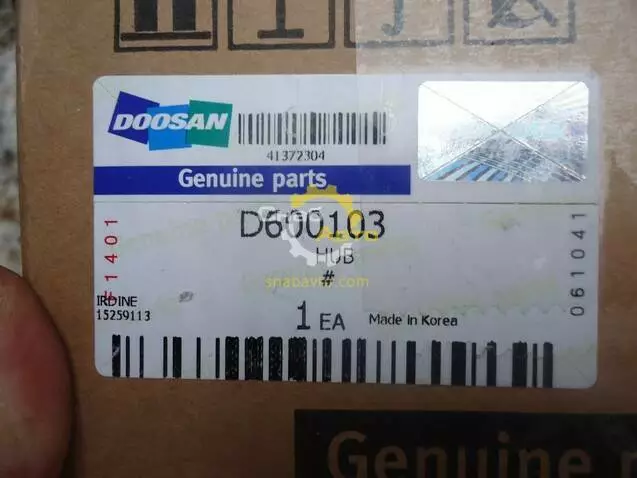 DOOSAN
41372304
Genuine parts
D600103
HUB
#
snabavto.com
E1401
061041
IRDINE
15259113
1 EA
Made In Korea
Genuine p